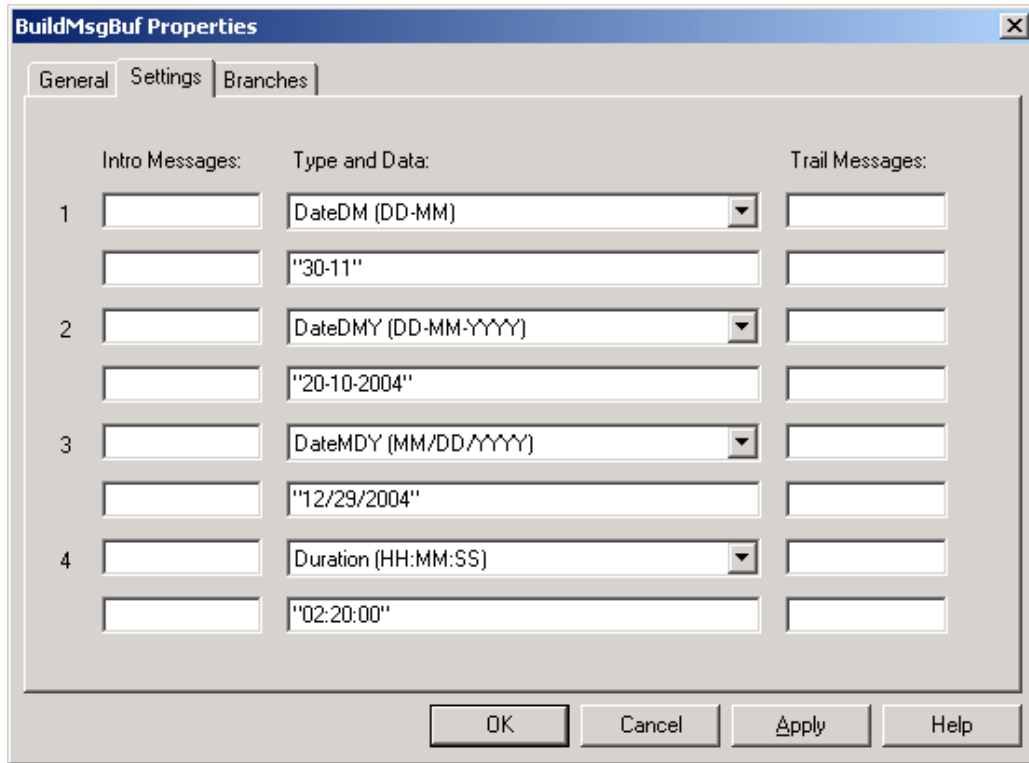 BuildMsgBuf Properties
General Settings Branches
Intro Messages: Type and Data: Trail Messages:
1 DateDM (DD-MM)
"30-11"
2 DateDMY (DD-MM-YYYY)
"20-10-2004"
3 DateMDY (MM/DD/YYYY)
"12/29/2004"
4 Duration (HH:MM:SS)
"02:20:00"
OK Cancel Apply Help